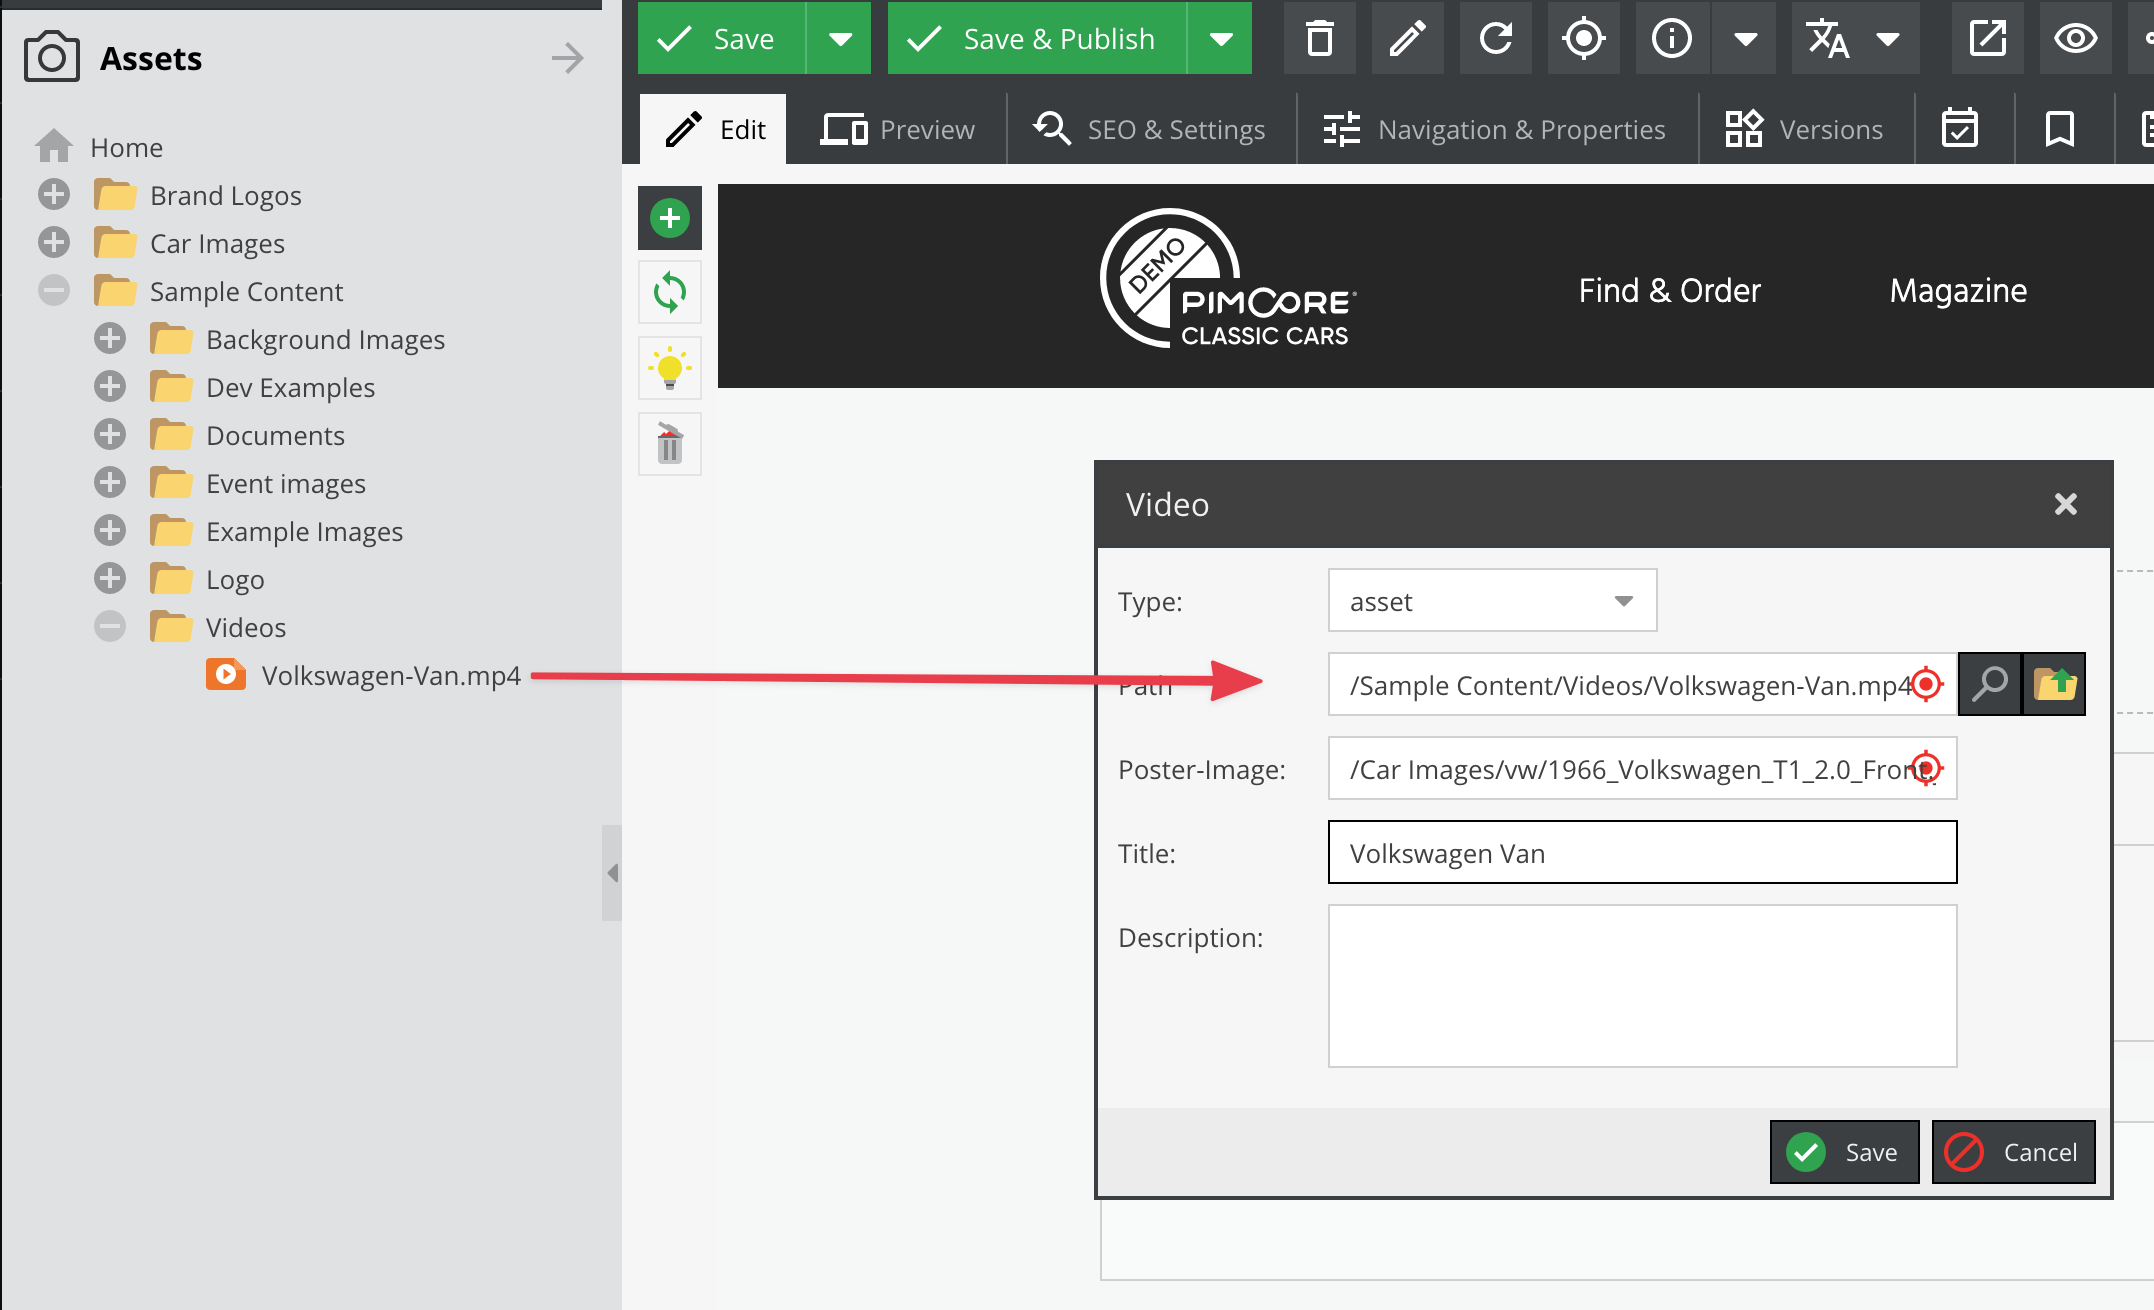 Assets
Home
Brand Logos
Car Images
Sample Content
Background Images
Dev Examples
Documents
Event images
Example Images
Logo
Videos
Volkswagen-Van.mp4
Save
Save & Publish
Edit
Preview
SEO & Settings
Navigation & Properties
Versions
DEMO
PIMCORE®
CLASSIC CARS
Find & Order
Magazine
Video
Type:
asset
Path
/Sample Content/Videos/Volkswagen-Van.mp4
Poster-Image:
/Car Images/vw/1966_Volkswagen_T1_2.0_Front.
Title:
Volkswagen Van
Description:
Save
Cancel